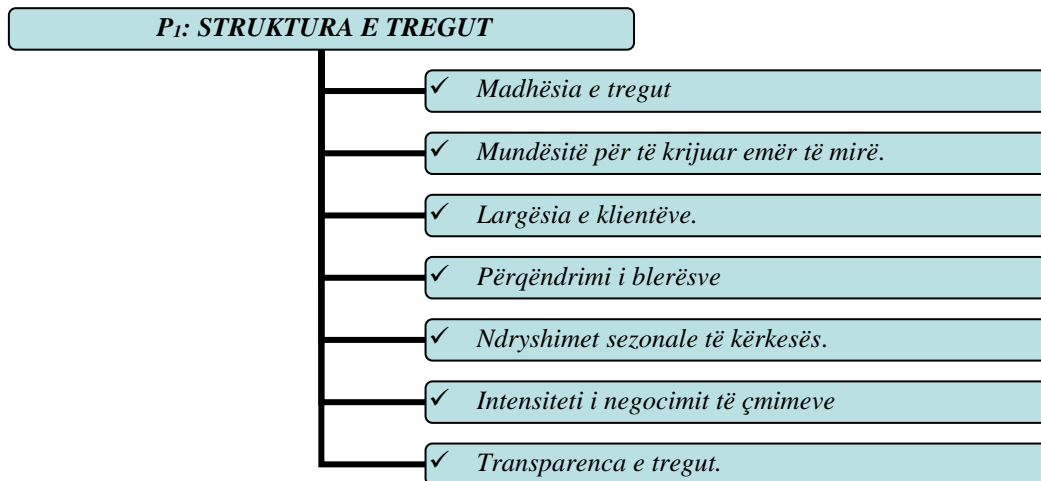 P1: STRUKTURA E TREGUT
✓ Madhësia e tregut
✓ Mundësitë për të krijuar emër të mirë.
✓ Largësia e klientëve.
✓ Përqëndrimi i blerësve
✓ Ndryshimet sezonale të kërkesës.
✓ Intensiteti i negocimit të çmimeve
✓ Transparenca e tregut.